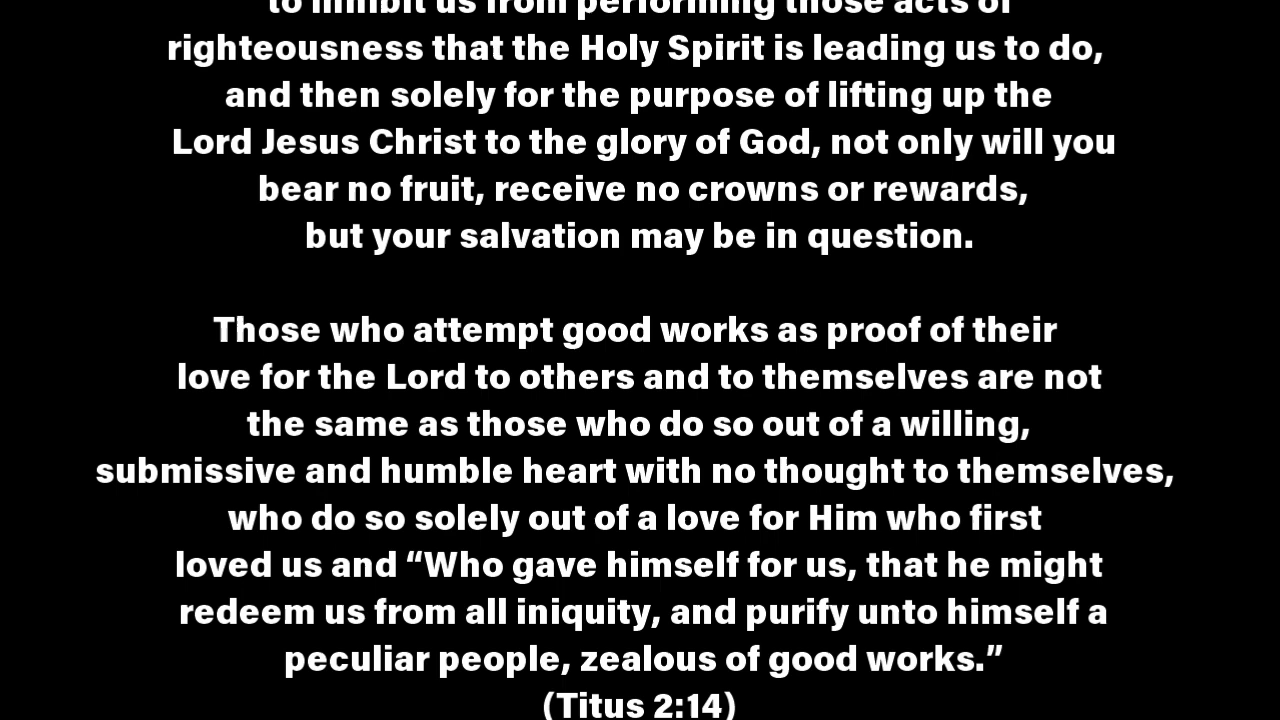 to inhibit us from performing those acts of
righteousness that the Holy Spirit is leading us to do,
and then solely for the purpose of lifting up the
Lord Jesus Christ to the glory of God, not only will you
bear no fruit, receive no crowns or rewards,
but your salvation may be in question.
Those who attempt good works as proof of their
love for the Lord to others and to themselves are not
the same as those who do so out of a willing,
submissive and humble heart with no thought to themselves,
who do so solely out of a love for Him who first
loved us and “Who gave himself for us, that he might
redeem us from all iniquity, and purify unto himself a
peculiar people, zealous of good works.”
(Titus 2:14)